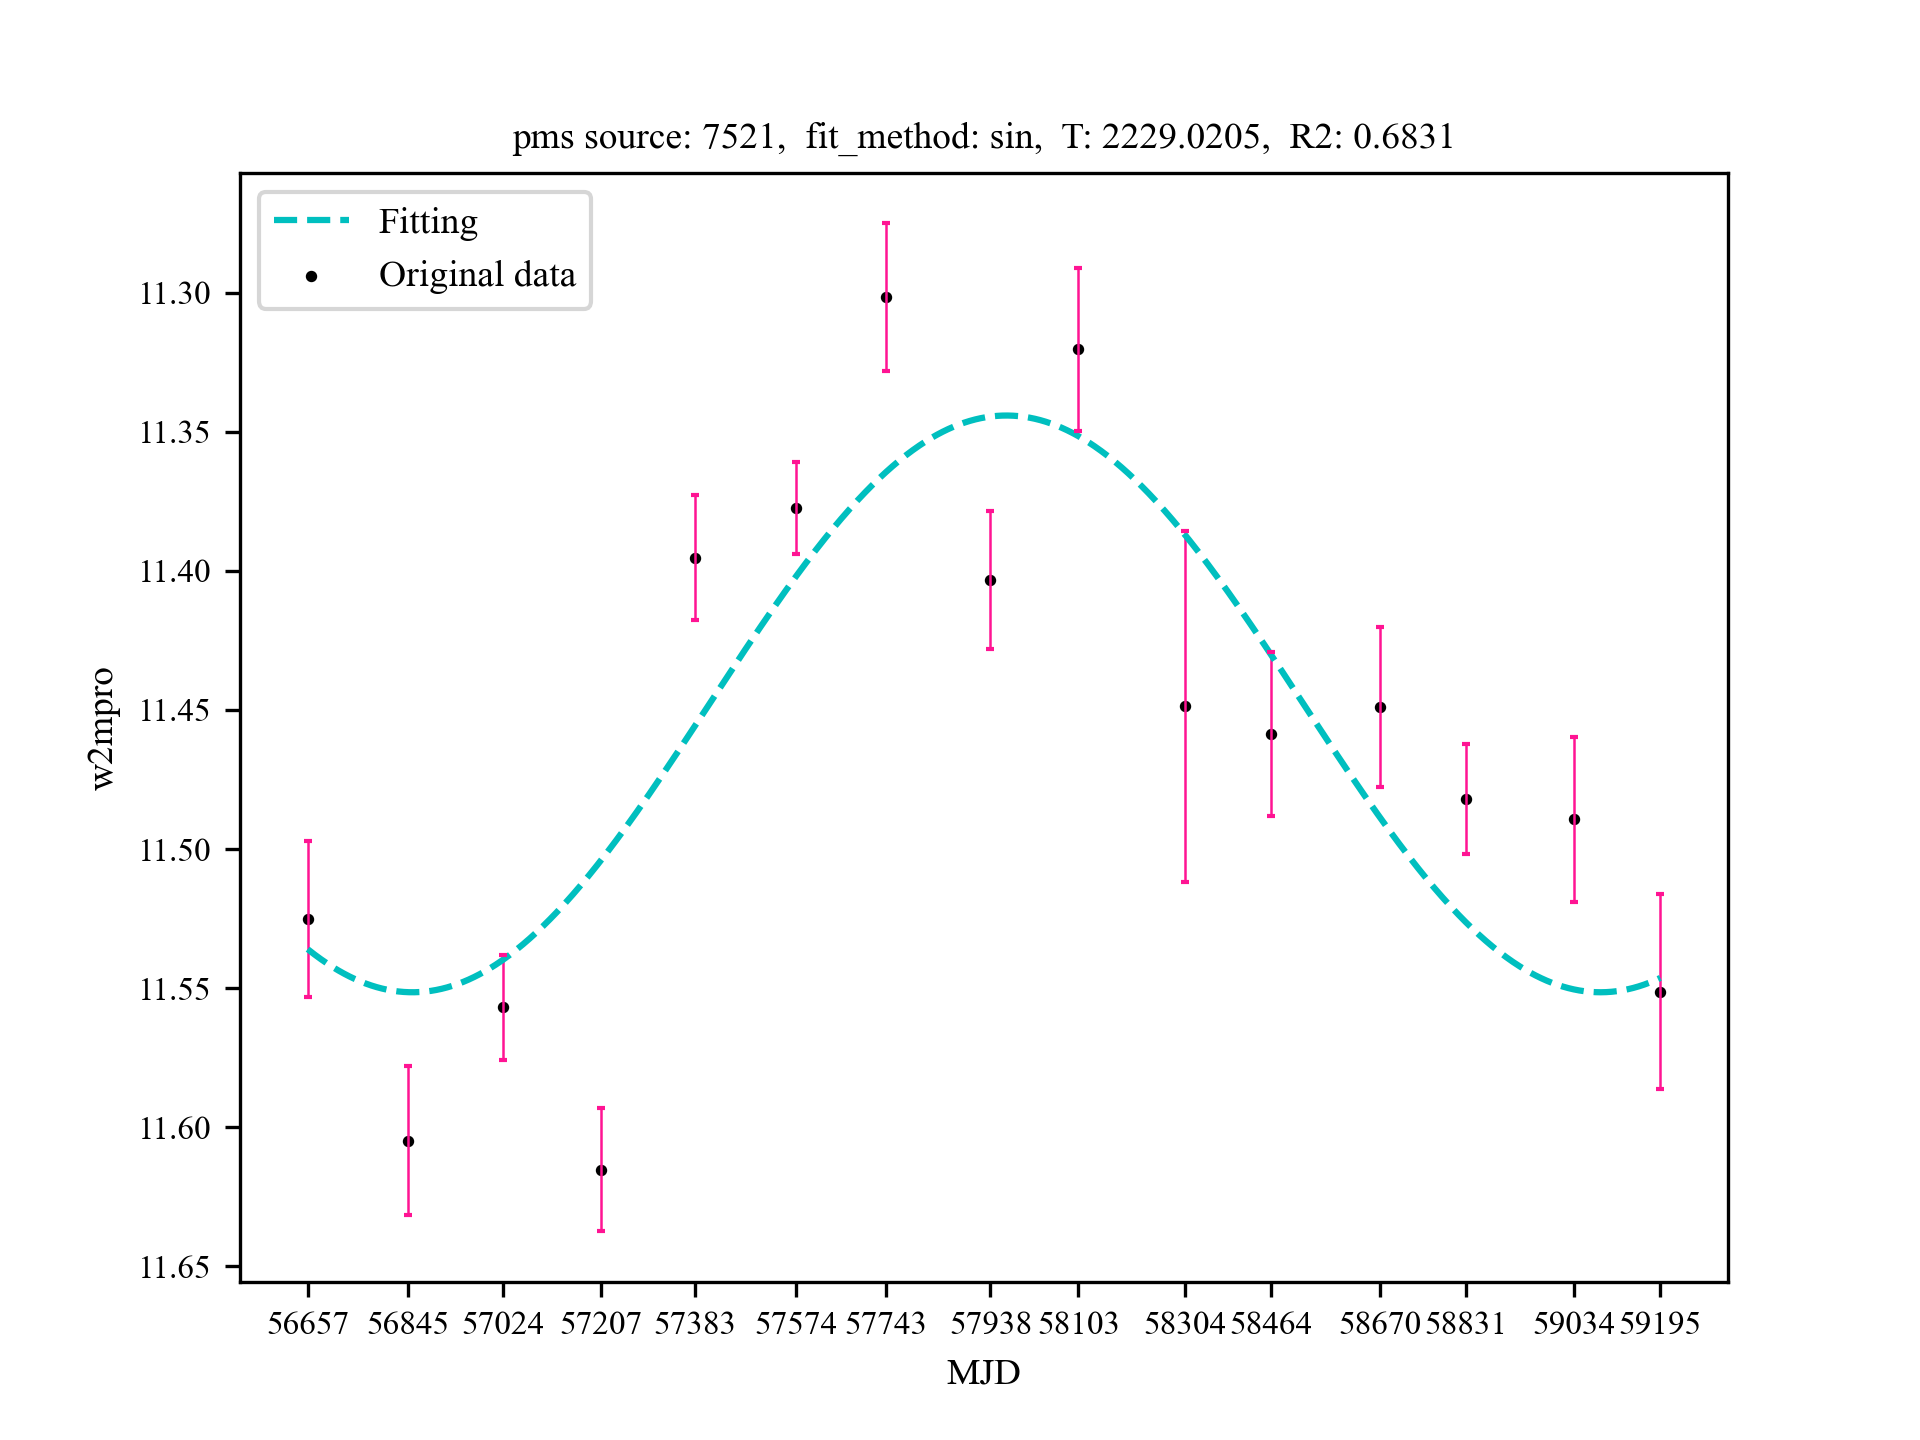 pms source: 7521,  fit_method: sin,  T: 2229.0205,  R2: 0.6831
Fitting
Original data
11.30
11.35
11.40
11.45
11.50
11.55
11.60
11.65
w2mpro
56657 56845 57024 57207 57383 57574 57743 57938 58103 58304 58464 58670 58831 59034 59195
MJD